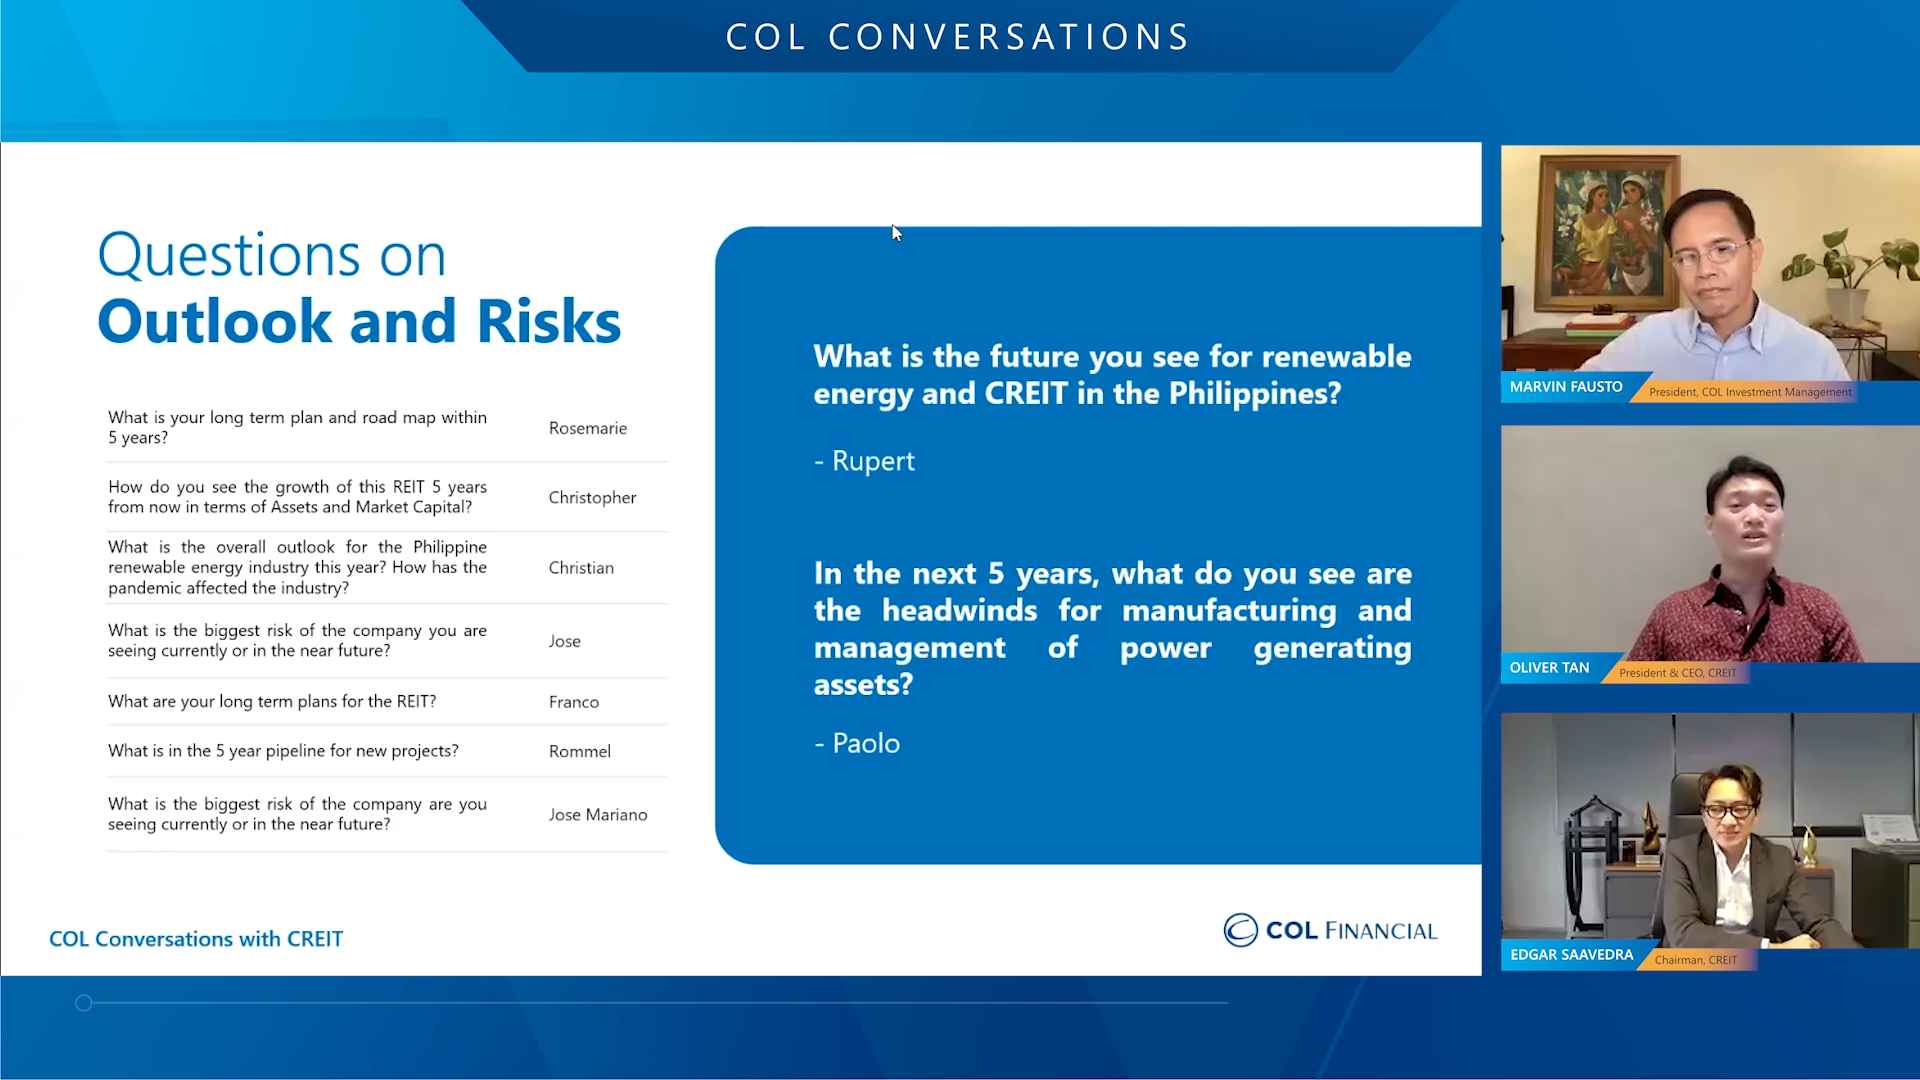 COL CONVERSATIONS
Questions on
Outlook and Risks
What is your long term plan and road map within
5 years?
Rosemarie
How do you see the growth of this REIT 5 years
from now in terms of Assets and Market Capital?
Christopher
What is the overall outlook for the Philippine
renewable energy industry this year? How has the
pandemic affected the industry?
Christian
What is the biggest risk of the company you are
seeing currently or in the near future?
Jose
What are your long term plans for the REIT?
Franco
What is in the 5 year pipeline for new projects?
Rommel
What is the biggest risk of the company are you
seeing currently or in the near future?
Jose Mariano
What is the future you see for renewable
energy and CREIT in the Philippines?
- Rupert
In the next 5 years, what do you see are
the headwinds for manufacturing and
management of power generating
assets?
- Paolo
COL Conversations with CREIT
COL FINANCIAL
MARVIN FAUSTO
President, COL Investment Management
OLIVER TAN
President & CEO, CREIT
EDGAR SAAVEDRA
Chairman, CREIT